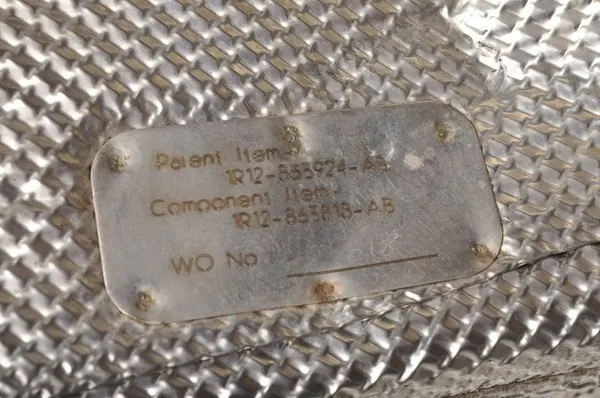 Parent Item:-
1R12-863924-AB
Component Item:-
1R12-863818-AB
WO No